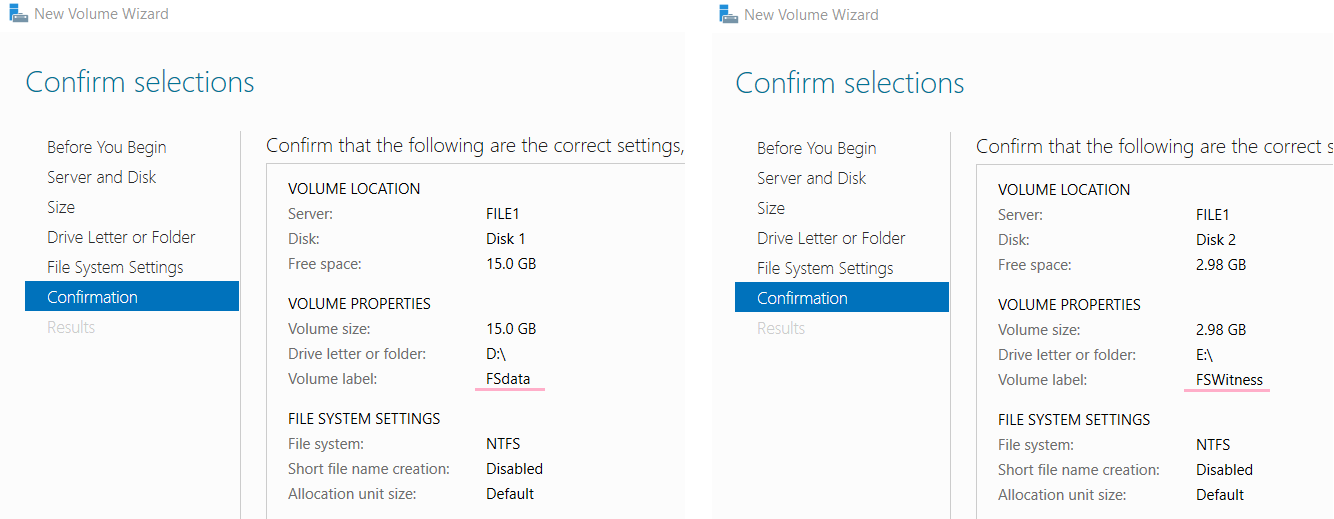 New Volume Wizard
Confirm selections
Before You Begin
Server and Disk
Size
Drive Letter or Folder
File System Settings
Confirmation
Results
Confirm that the following are the correct settings,
VOLUME LOCATION
Server: FILE1
Disk: Disk 1
Free space: 15.0 GB
VOLUME PROPERTIES
Volume size: 15.0 GB
Drive letter or folder: D:\
Volume label: FSdata
FILE SYSTEM SETTINGS
File system: NTFS
Short file name creation: Disabled
Allocation unit size: Default
New Volume Wizard
Confirm selections
Before You Begin
Server and Disk
Size
Drive Letter or Folder
File System Settings
Confirmation
Results
Confirm that the following are the correct s
VOLUME LOCATION
Server: FILE1
Disk: Disk 2
Free space: 2.98 GB
VOLUME PROPERTIES
Volume size: 2.98 GB
Drive letter or folder: E:\
Volume label: FSWitness
FILE SYSTEM SETTINGS
File system: NTFS
Short file name creation: Disabled
Allocation unit size: Default